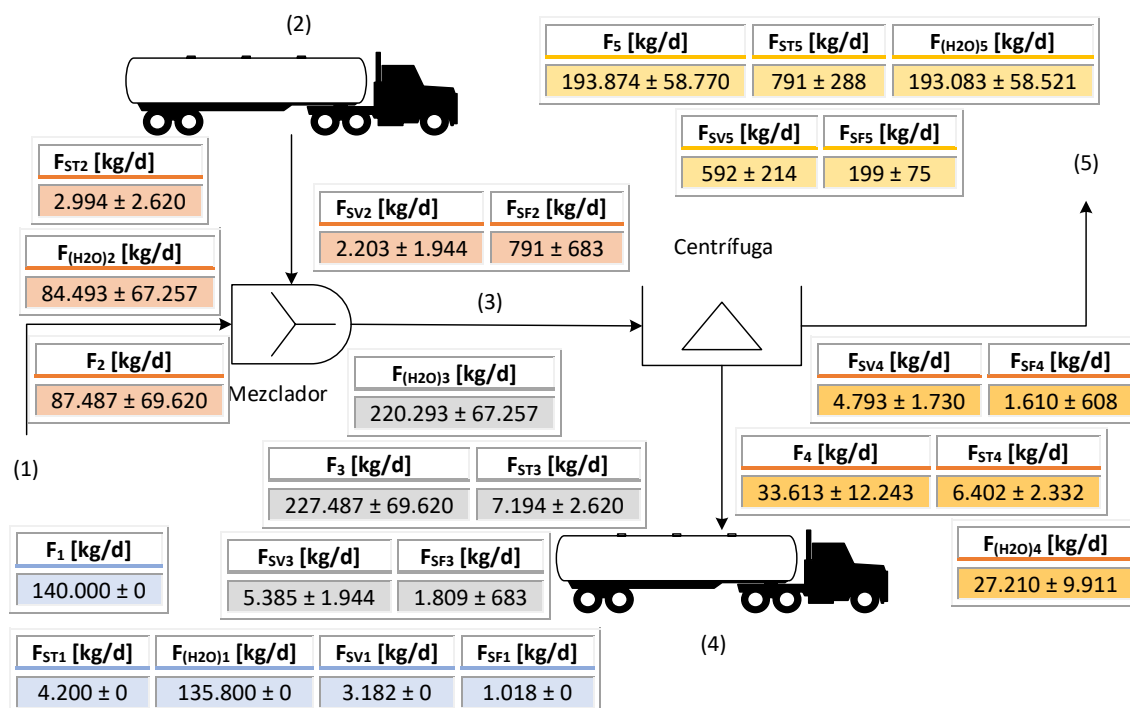 (2)
F5 [kg/d] FST5 [kg/d] F(H2O)5 [kg/d]
193.874 ± 58.770 791 ± 288 193.083 ± 58.521
FSV5 [kg/d] FSF5 [kg/d]
592 ± 214 199 ± 75
(5)
FST2 [kg/d]
2.994 ± 2.620
FSV2 [kg/d] FSF2 [kg/d]
2.203 ± 1.944 791 ± 683
F(H2O)2 [kg/d]
84.493 ± 67.257
Centrífuga
(3)
F2 [kg/d]
87.487 ± 69.620
Mezclador
F(H2O)3 [kg/d]
220.293 ± 67.257
FSV4 [kg/d] FSF4 [kg/d]
4.793 ± 1.730 1.610 ± 608
(1)
F3 [kg/d] FST3 [kg/d]
227.487 ± 69.620 7.194 ± 2.620
F4 [kg/d] FST4 [kg/d]
33.613 ± 12.243 6.402 ± 2.332
F1 [kg/d]
140.000 ± 0
FSV3 [kg/d] FSF3 [kg/d]
5.385 ± 1.944 1.809 ± 683
F(H2O)4 [kg/d]
27.210 ± 9.911
(4)
FST1 [kg/d] F(H2O)1 [kg/d] FSV1 [kg/d] FSF1 [kg/d]
4.200 ± 0 135.800 ± 0 3.182 ± 0 1.018 ± 0